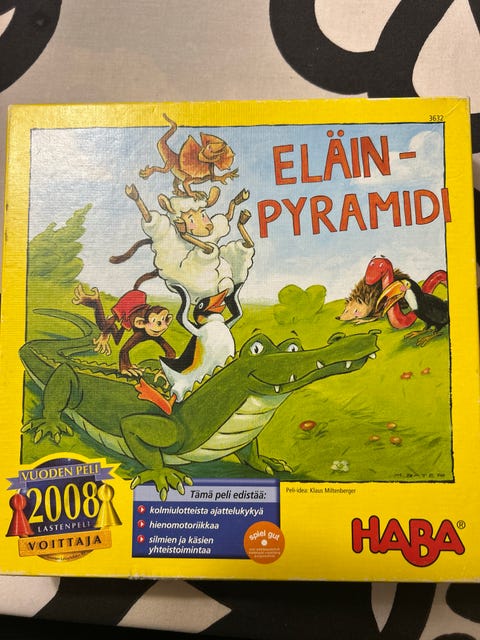 3632
ELÄIN-
PYRAMIDI
M. BATER
VUODEN PELI
2008
LASTENPELI
VOITTAJA
Tämä peli edistää:
kolmiulotteista ajattelukykyä
hienomotoriikkaa
silmien ja käsien
yhteistoimintaa
spiel gut
Peli-idea: Klaus Miltenberger
HABA®